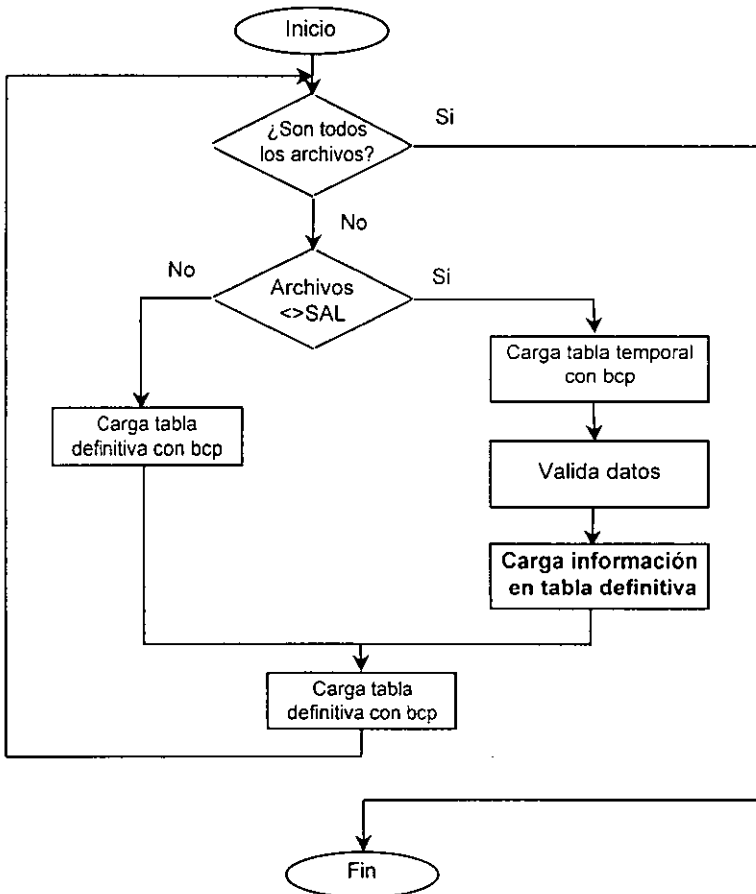 Inicio
¿Son todos
los archivos?
Si
No
No
Archivos
<>SAL
Si
Carga tabla temporal
con bcp
Carga tabla
definitiva con bcp
Valida datos
Carga información
en tabla definitiva
Carga tabla
definitiva con bcp
Fin